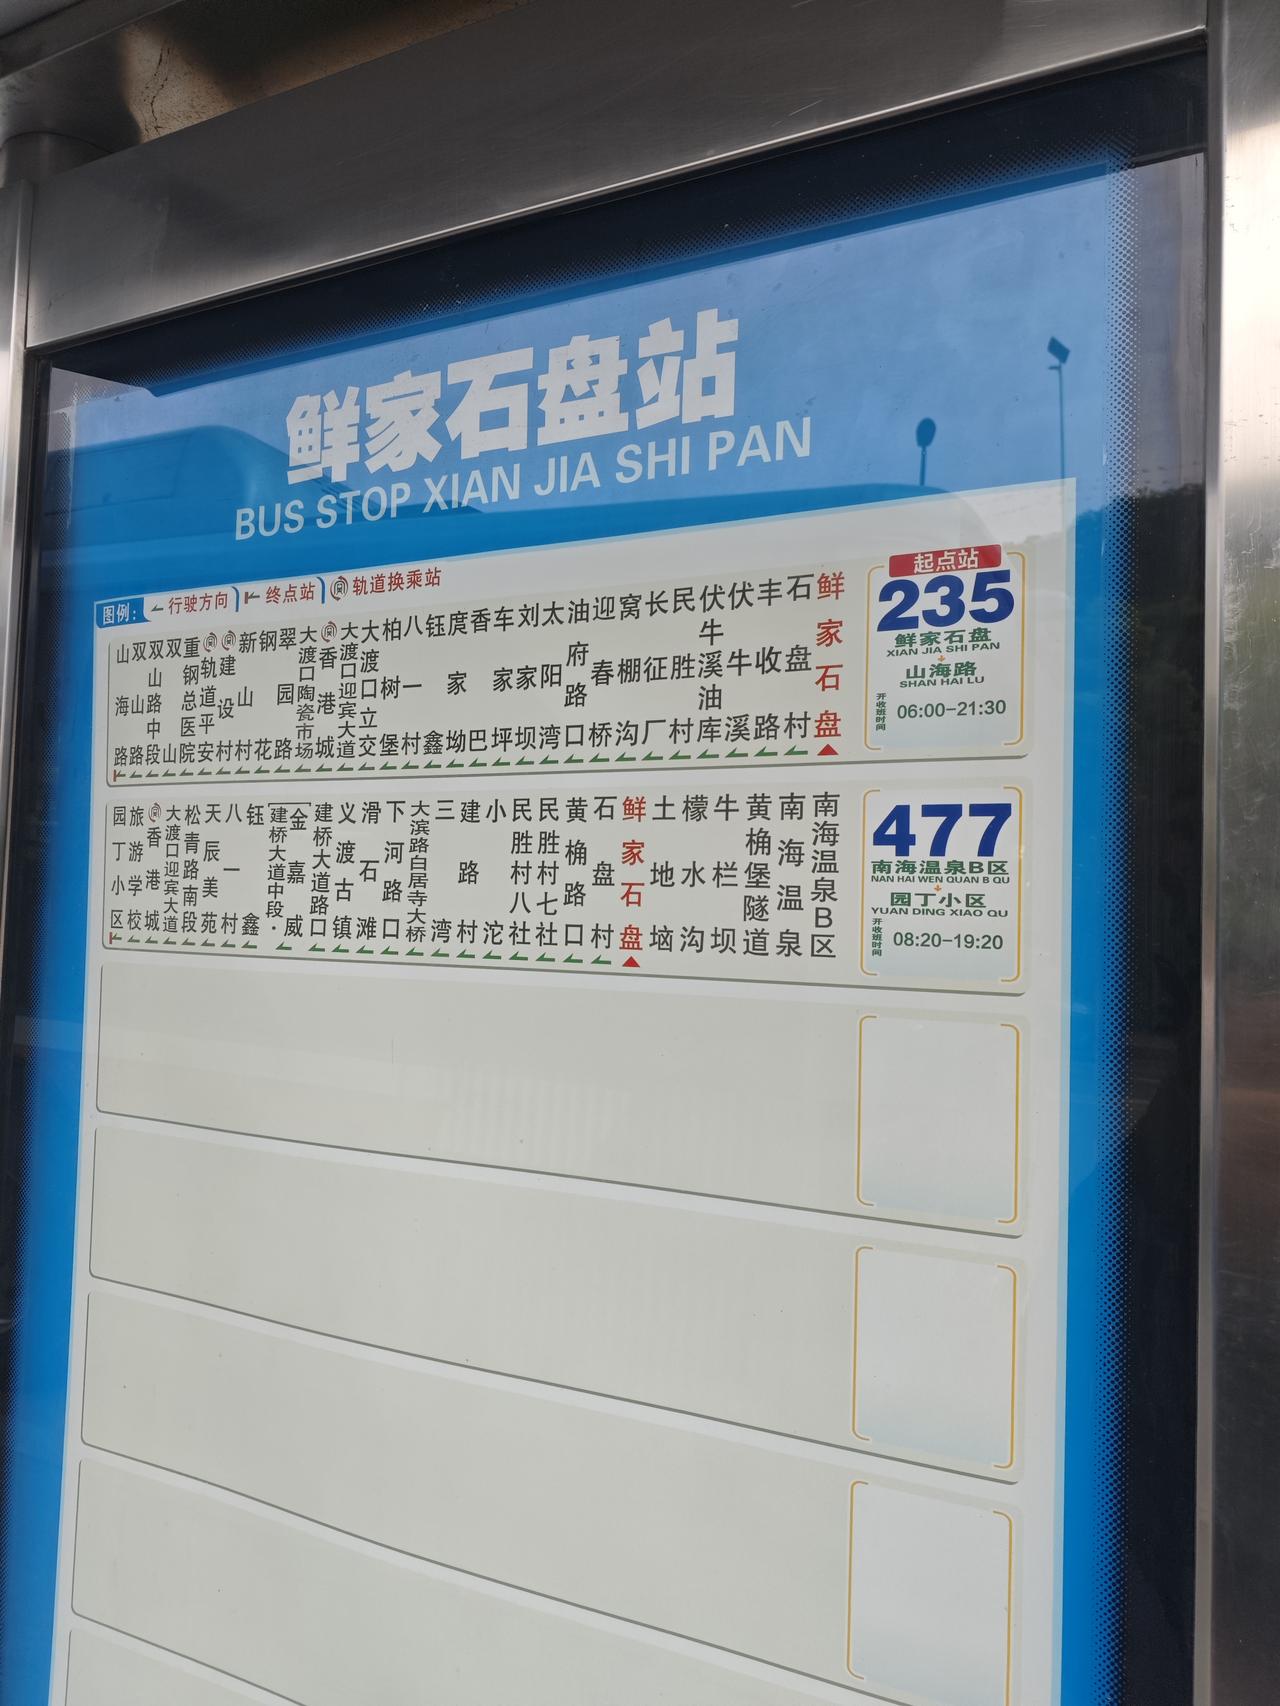 鲜家石盘站
BUS STOP XIAN JIA SHI PAN
图例: 行驶方向 终点站 轨道换乘站
山海路
双山路
双山路中段
双山
重钢总医院
轨道平安
建设村
新山村
钢花
翠园路
大渡口陶瓷市场
香港城
大渡口迎宾大道
大渡口立交
柏树堡
八一村
钰鑫
庹家坳
香巴
车家坪
刘家坝
太阳湾
油府路口
迎春桥
窝棚沟
长征厂
民胜村
伏牛溪油库
伏牛溪
丰收路
石盘村
鲜家石盘
起点站
235
鲜家石盘
XIAN JIA SHI PAN
山海路
SHAN HAI LU
开收班时间 06:00-21:30
园丁小区
旅游学校
香港城
大渡口迎宾大道
松青路南段
天辰美苑
八一村
钰鑫
建桥大道中段·金嘉威
建桥大道路口
义渡古镇
滑石滩
下河路口
大滨路自居寺大桥
三湾
建路村
小沱
民胜村八社
民胜村七社
黄桷路口
石盘村
鲜家石盘
土地垴
檬水沟
牛栏坝
黄桷堡隧道
南海温泉
南海温泉B区
477
南海温泉B区
NAN HAI WEN QUAN B QU
园丁小区
YUAN DING XIAO QU
开收班时间 08:20-19:20